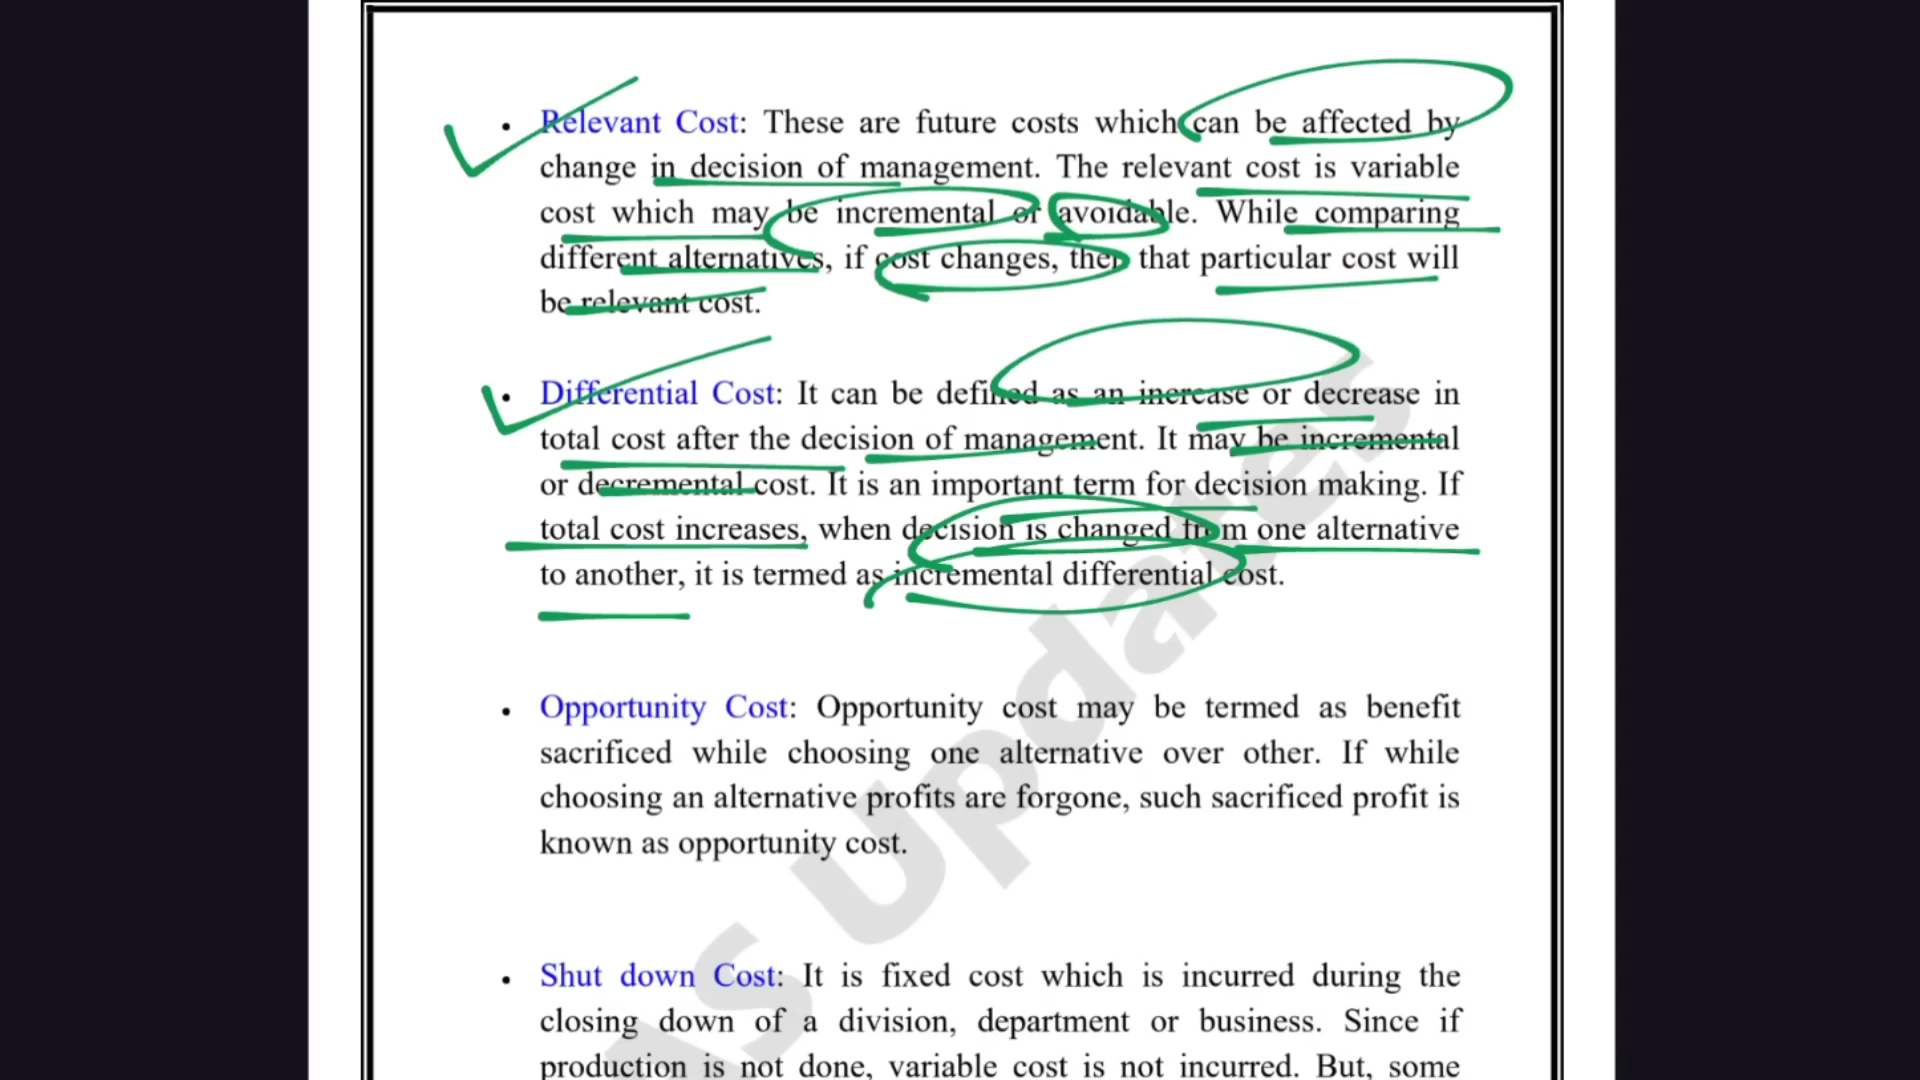 • Relevant Cost: These are future costs which can be affected by
change in decision of management. The relevant cost is variable
cost which may be incremental or avoidable. While comparing
different alternatives, if cost changes, then that particular cost will
be relevant cost.
• Differential Cost: It can be defined as an increase or decrease in
total cost after the decision of management. It may be incremental
or decremental cost. It is an important term for decision making. If
total cost increases, when decision is changed from one alternative
to another, it is termed as incremental differential cost.
• Opportunity Cost: Opportunity cost may be termed as benefit
sacrificed while choosing one alternative over other. If while
choosing an alternative profits are forgone, such sacrificed profit is
known as opportunity cost.
• Shut down Cost: It is fixed cost which is incurred during the
closing down of a division, department or business. Since if
production is not done, variable cost is not incurred. But, some
As Updates